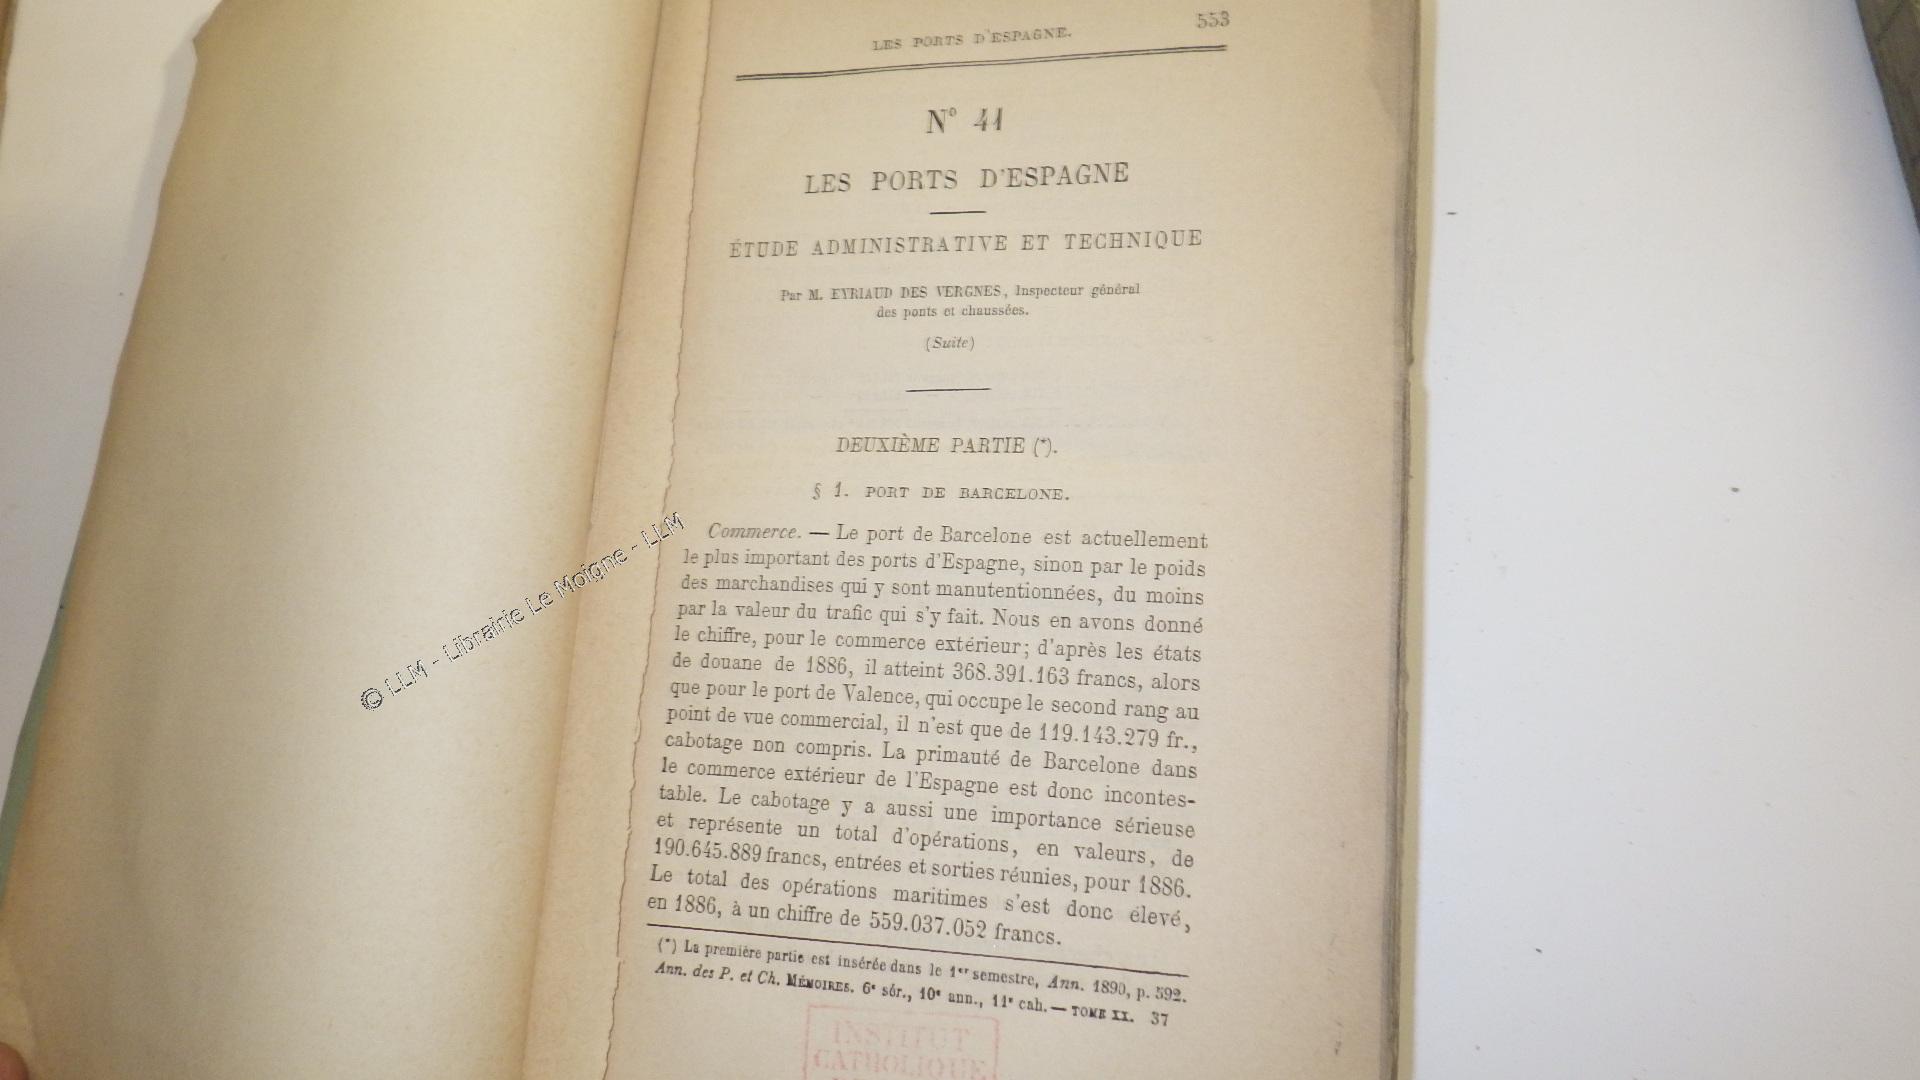 LES PORTS D'ESPAGNE.
553
N° 41
LES PORTS D'ESPAGNE
ÉTUDE ADMINISTRATIVE ET TECHNIQUE
Par M. EYRIAUD DES VERGNES, Inspecteur général
des ponts et chaussées.
(Suite)
DEUXIÈME PARTIE (*).
§ 1. PORT DE BARCELONE.
Commerce. — Le port de Barcelone est actuellement
le plus important des ports d'Espagne, sinon par le poids
des marchandises qui y sont manutentionnées, du moins
par la valeur du trafic qui s'y fait. Nous en avons donné
le chiffre, pour le commerce extérieur; d'après les états
de douane de 1886, il atteint 368.391.163 francs, alors
que pour le port de Valence, qui occupe le second rang au
point de vue commercial, il n'est que de 119.143.279 fr.,
cabotage non compris. La primauté de Barcelone dans
le commerce extérieur de l'Espagne est donc incontes-
table. Le cabotage y a aussi une importance sérieuse
et représente un total d'opérations, en valeurs, de
190.645.889 francs, entrées et sorties réunies, pour 1886.
Le total des opérations maritimes s'est donc élevé,
en 1886, à un chiffre de 559.037.052 francs.
(*) La première partie est insérée dans le 1er semestre, Ann. 1890, p. 592.
Ann. des P. et Ch. MÉMOIRES. 6e sér., 10e ann., 11e cah. — TOME XX. 37
INSTITUT
CATHOLIQUE
© LLM - Librairie Le Moigne - LLM